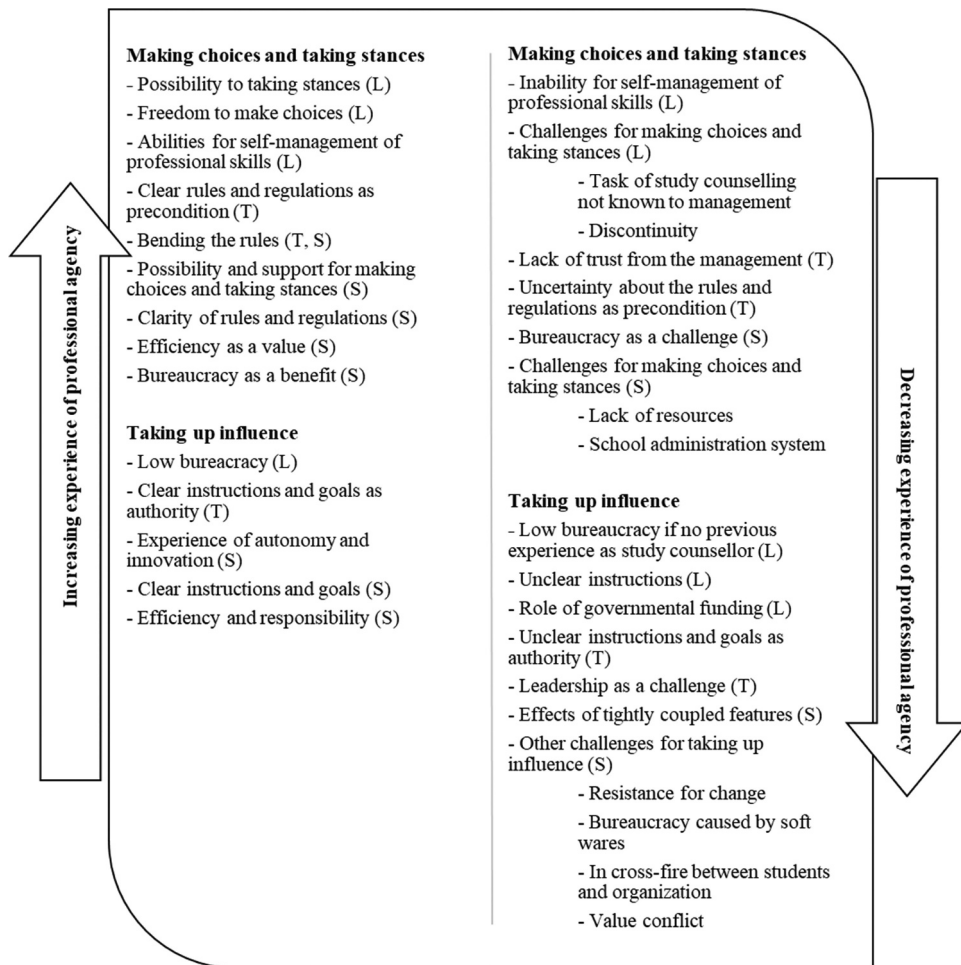 Increasing experience of professional agency
Making choices and taking stances
- Possibility to taking stances (L)
- Freedom to make choices (L)
- Abilities for self-management of
professional skills (L)
- Clear rules and regulations as
precondition (T)
- Bending the rules (T, S)
- Possibility and support for making
choices and taking stances (S)
- Clarity of rules and regulations (S)
- Efficiency as a value (S)
- Bureaucracy as a benefit (S)
Taking up influence
- Low bureacracy (L)
- Clear instructions and goals as
authority (T)
- Experience of autonomy and
innovation (S)
- Clear instructions and goals (S)
- Efficiency and responsibility (S)
Making choices and taking stances
- Inability for self-management of
professional skills (L)
- Challenges for making choices and
taking stances (L)
- Task of study counselling
not known to management
- Discontinuity
- Lack of trust from the management (T)
- Uncertainty about the rules and
regulations as precondition (T)
- Bureaucracy as a challenge (S)
- Challenges for making choices and
taking stances (S)
- Lack of resources
- School administration system
Taking up influence
- Low bureaucracy if no previous
experience as study counsellor (L)
- Unclear instructions (L)
- Role of governmental funding (L)
- Unclear instructions and goals as
authority (T)
- Leadership as a challenge (T)
- Effects of tightly coupled features (S)
- Other challenges for taking up
influence (S)
- Resistance for change
- Bureaucracy caused by soft
wares
- In cross-fire between students
and organization
- Value conflict
Decreasing experience of professional agency